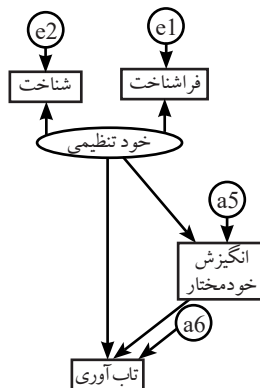 e2
e1
شناخت
فراشناخت
خود تنظیمی
a5
انگیزش
خودمختار
a6
تاب آوری